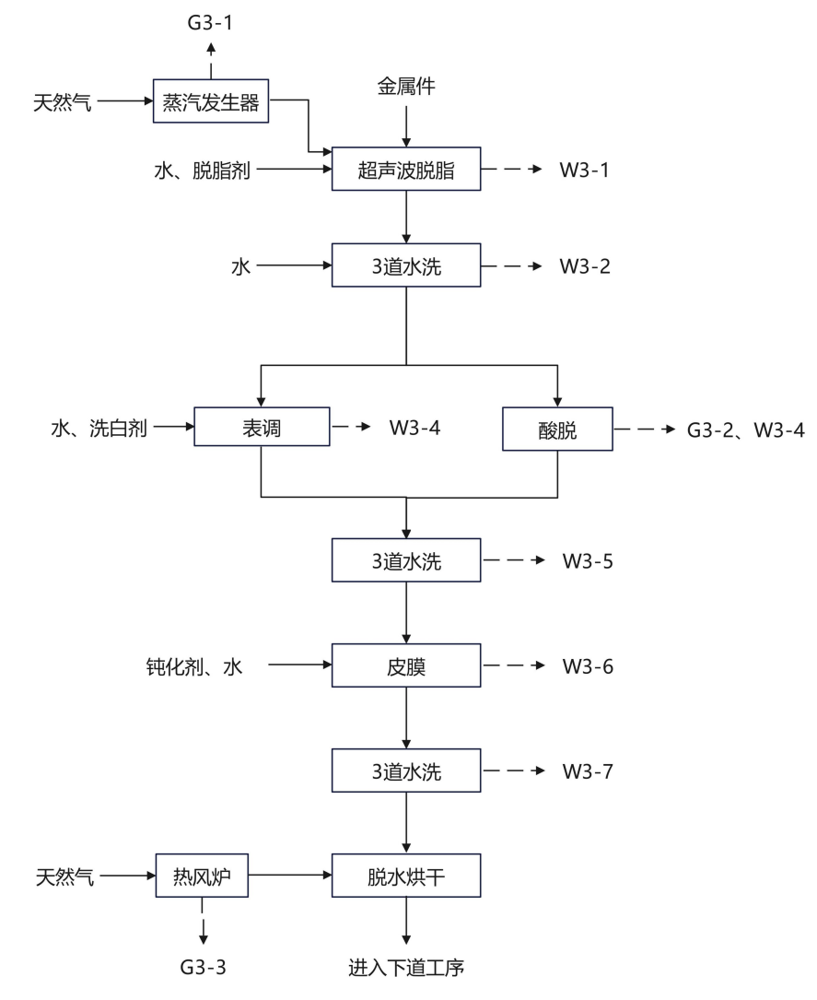 G3-1
金属件
天然气
蒸汽发生器
水、脱脂剂
超声波脱脂
W3-1
水
3道水洗
W3-2
水、洗白剂
表调
W3-4
酸脱
G3-2、W3-4
3道水洗
W3-5
钝化剂、水
皮膜
W3-6
3道水洗
W3-7
天然气
热风炉
脱水烘干
G3-3
进入下道工序